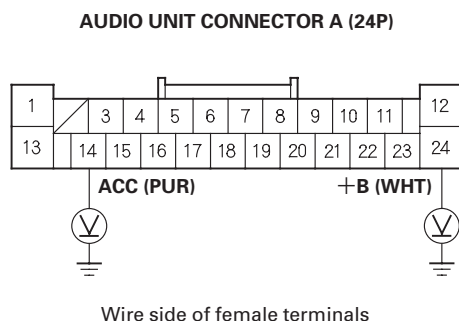 AUDIO UNIT CONNECTOR A (24P)
1 3 4 5 6 7 8 9 10 11 12
13 14 15 16 17 18 19 20 21 22 23 24
ACC (PUR) +B (WHT)
V V
Wire side of female terminals